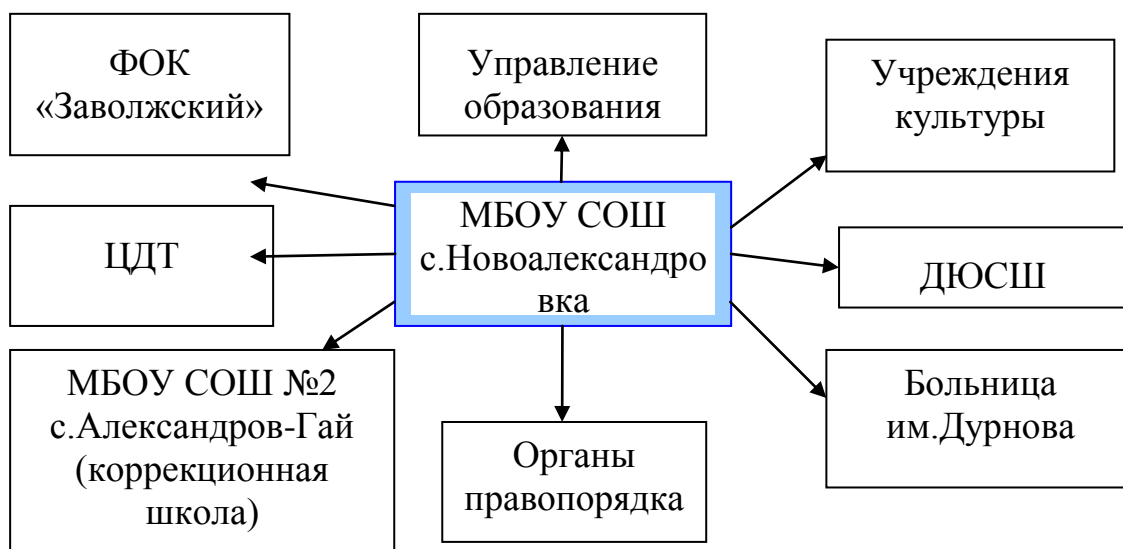 ФОК
«Заволжский»
Управление
образования
Учреждения
культуры
ЦДТ
МБОУ СОШ
с.Новоалександро
вка
ДЮСШ
МБОУ СОШ №2
с.Александров-Гай
(коррекционная
школа)
Органы
правопорядка
Больница
им.Дурнова